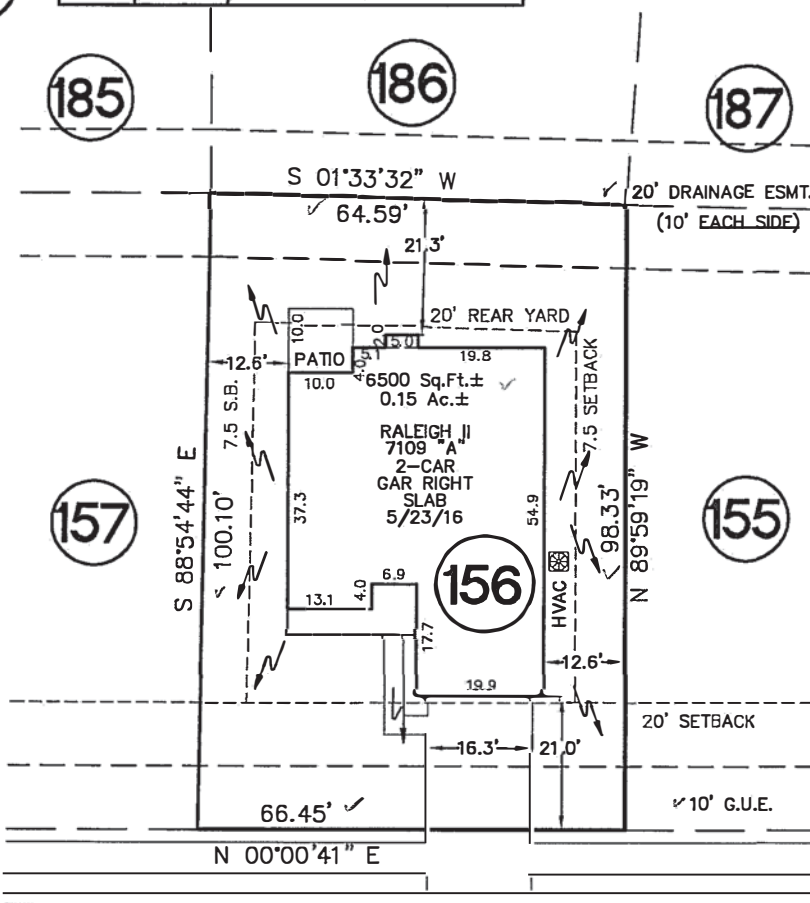 185
186
187
S 01°33'32" W
64.59'
20' DRAINAGE ESMT.
(10' EACH SIDE)
21.3'
20' REAR YARD
10.0
2.0
5.0
5.
4.0
19.8
12.6'
PATIO
10.0
6500 Sq.Ft.±
0.15 Ac.±
7.5 S.B.
7.5 SETBACK
RALEIGH II
7109 "A"
2-CAR
GAR RIGHT
SLAB
5/23/16
157
S 88°54'44" E
100.10'
37.3
54.9
98.33'
N 89°59'19" W
155
156
HVAC
6.9
4.0
13.1
17.7
12.6'
19.9
20' SETBACK
16.3'
21.0'
66.45'
10' G.U.E.
N 00°00'41" E